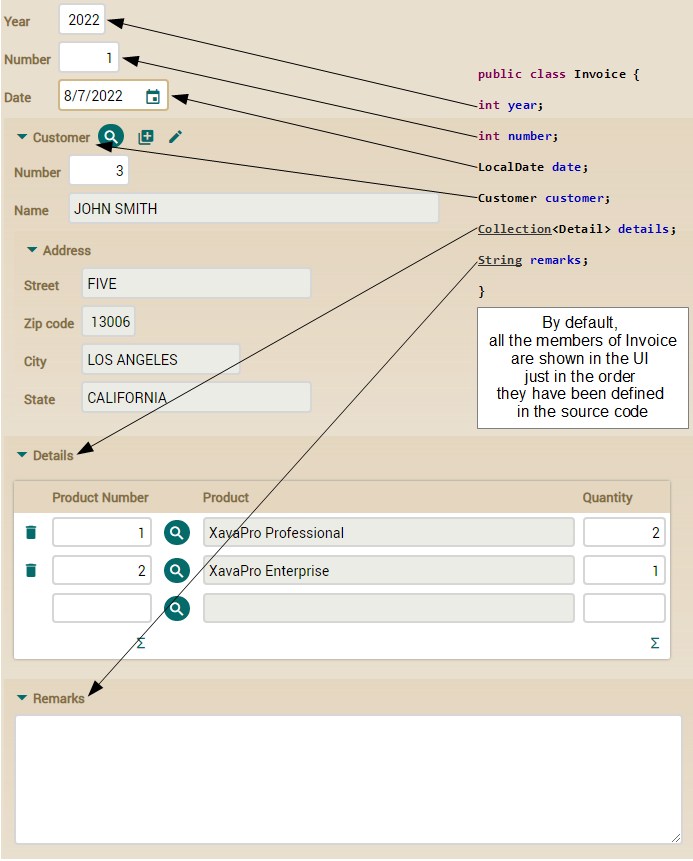 Year 2022
Number 1
Date 8/7/2022
Customer
Number 3
Name JOHN SMITH
Address
Street FIVE
Zip code 13006
City LOS ANGELES
State CALIFORNIA
public class Invoice {
int year;
int number;
LocalDate date;
Customer customer;
Collection<Detail> details;
String remarks;
}
By default,
all the members of Invoice
are shown in the UI
just in the order
they have been defined
in the source code
Details
Product Number Product Quantity
1 XavaPro Professional 2
2 XavaPro Enterprise 1
Σ Σ
Remarks